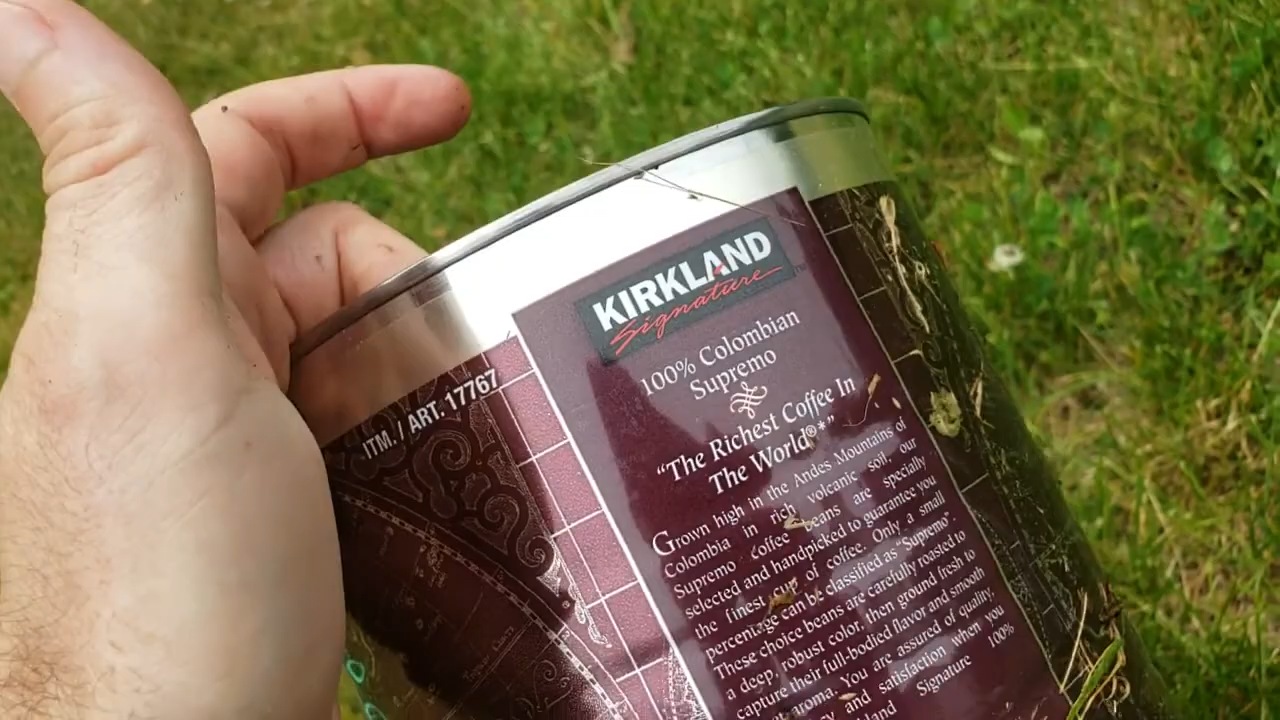 KIRKLAND
Signature™
100% Colombian
Supremo
"The Richest Coffee In
The World®*"
Grown high in the Andes Mountains of
Colombia in rich volcanic soil, our
Supremo coffee beans are specially
selected and handpicked to guarantee you
the finest cup of coffee. Only a small
percentage can be classified as "Supremo".
These choice beans are carefully roasted to
a deep, robust color, then ground fresh to
capture their full-bodied flavor and smooth
aroma. You are assured of quality,
and satisfaction when you
Signature 100%
ITM. / ART. 17767